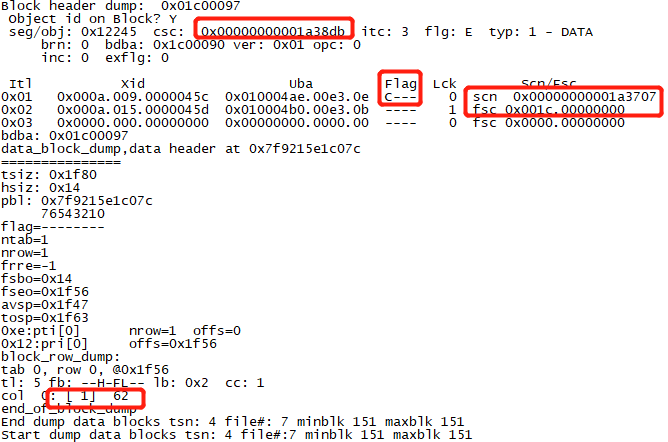 Block header dump:  0x01c00097
 Object id on Block? Y
 seg/obj: 0x12245  csc:  0x00000000001a38db  itc: 3  flg: E  typ: 1 - DATA
     brn: 0  bdba: 0x1c00090 ver: 0x01 opc: 0
     inc: 0  exflg: 0
 Itl           Xid                  Uba         Flag  Lck        Scn/Fsc
0x01   0x000a.009.0000045c  0x010004ae.00e3.0e  C---    0  scn  0x00000000001a3707
0x02   0x000a.015.0000045d  0x010004b0.00e3.0b  ----    1  fsc 0x001c.00000000
0x03   0x0000.000.00000000  0x00000000.0000.00  ----    0  fsc 0x0000.00000000
bdba: 0x01c00097
data_block_dump,data header at 0x7f9215e1c07c
===============
tsiz: 0x1f80
hsiz: 0x14
pbl: 0x7f9215e1c07c
     76543210
flag=--------
ntab=1
nrow=1
frre=-1
fsbo=0x14
fseo=0x1f56
avsp=0x1f47
tosp=0x1f63
0xe:pti[0]      nrow=1  offs=0
0x12:pri[0]     offs=0x1f56
block_row_dump:
tab 0, row 0, @0x1f56
tl: 5 fb: --H-FL-- lb: 0x2  cc: 1
col  0: [ 1]  62
end_of_block_dump
End dump data blocks tsn: 4 file#: 7 minblk 151 maxblk 151
Start dump data blocks tsn: 4 file#: 7 minblk 151 maxblk 151